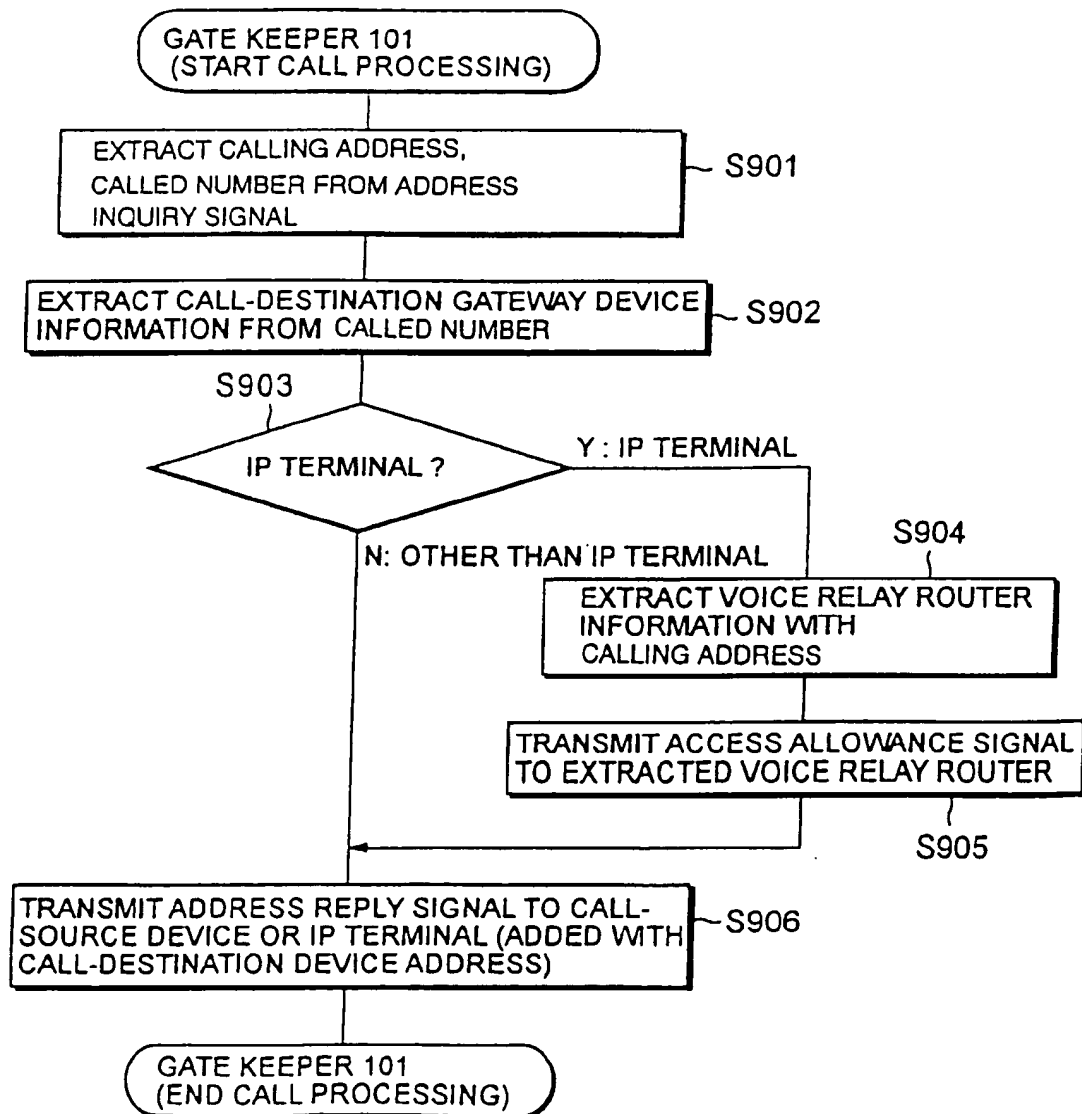 GATE KEEPER 101
(START CALL PROCESSING)
EXTRACT CALLING ADDRESS,
CALLED NUMBER FROM ADDRESS
INQUIRY SIGNAL
S901
EXTRACT CALL-DESTINATION GATEWAY DEVICE
INFORMATION FROM CALLED NUMBER
S902
S903
IP TERMINAL ?
Y : IP TERMINAL
N: OTHER THAN IP TERMINAL
S904
EXTRACT VOICE RELAY ROUTER
INFORMATION WITH
CALLING ADDRESS
TRANSMIT ACCESS ALLOWANCE SIGNAL
TO EXTRACTED VOICE RELAY ROUTER
S905
TRANSMIT ADDRESS REPLY SIGNAL TO CALL-
SOURCE DEVICE OR IP TERMINAL (ADDED WITH
CALL-DESTINATION DEVICE ADDRESS)
S906
GATE KEEPER 101
(END CALL PROCESSING)